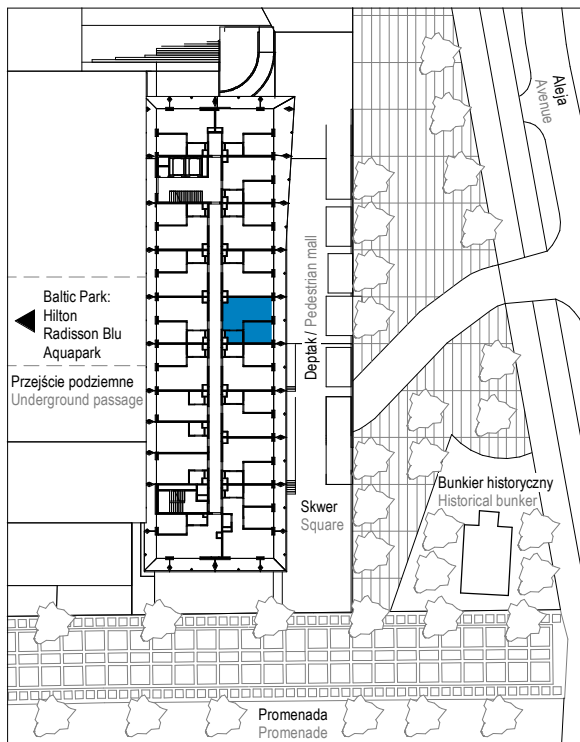 Aleja
Avenue
Deptak / Pedestrian mall
Baltic Park:
Hilton
Radisson Blu
Aquapark
Przejście podziemne
Underground passage
Bunkier historyczny
Historical bunker
Skwer
Square
Promenada
Promenade